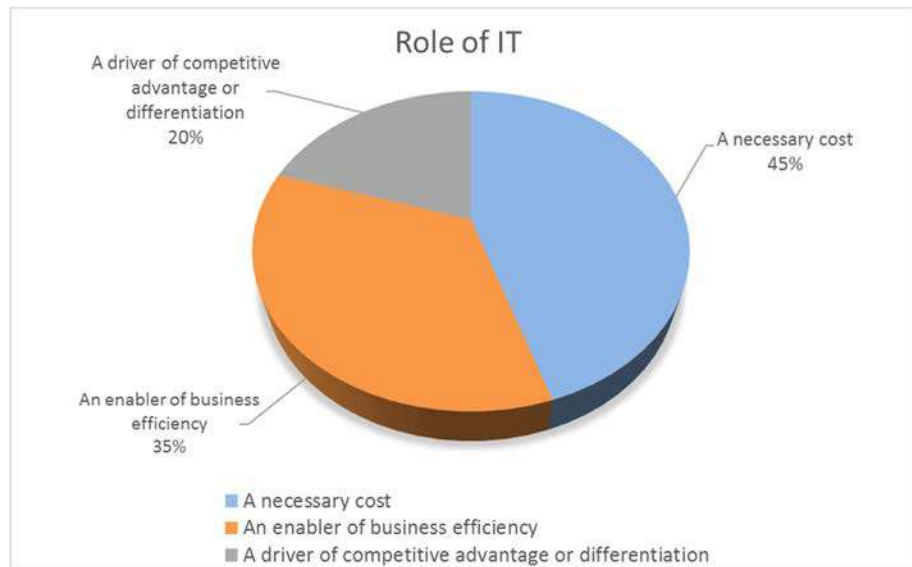 Role of IT
A driver of competitive
advantage or
differentiation
20%
A necessary cost
45%
An enabler of business
efficiency
35%
A necessary cost
An enabler of business efficiency
A driver of competitive advantage or differentiation